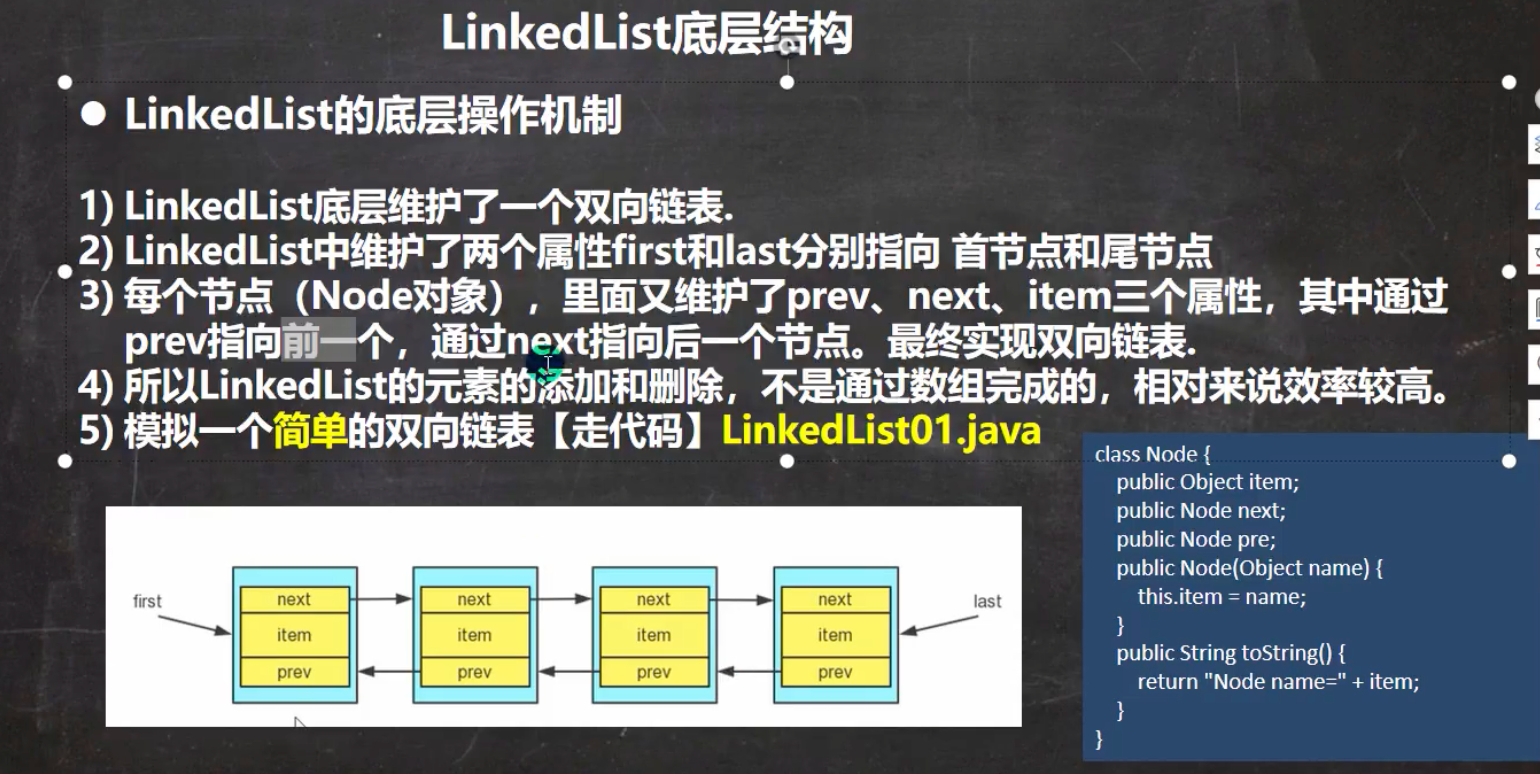 LinkedList底层结构
● LinkedList的底层操作机制
1) LinkedList底层维护了一个双向链表.
2) LinkedList中维护了两个属性first和last分别指向 首节点和尾节点
3) 每个节点（Node对象），里面又维护了prev、next、item三个属性，其中通过
prev指向前一个，通过next指向后一个节点。最终实现双向链表.
4) 所以LinkedList的元素的添加和删除，不是通过数组完成的，相对来说效率较高。
5) 模拟一个简单的双向链表【走代码】LinkedList01.java
class Node {
public Object item;
public Node next;
public Node pre;
public Node(Object name) {
this.item = name;
}
public String toString() {
return "Node name=" + item;
}
}
first next next next next last
item item item item
prev prev prev prev